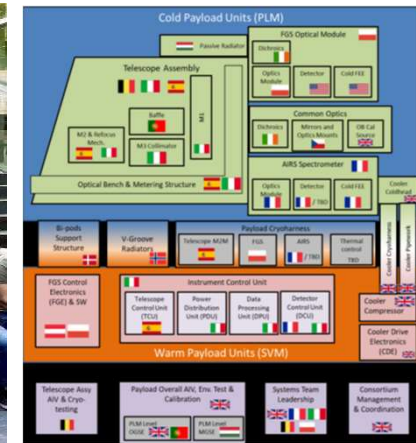 Cold Payload Units (PLM)
FGS Optical Module
Passive Radiator
Dichroics
Telescope Assembly
Optics
Module
Detector
Cold FEE
M1
Common Optics
Baffle
Dichroics
Mirrors and
Optics Mounts
OB Cal
Source
M2 & Refocus
Mech.
M3 Collimator
AIRS Spectrometer
Optics
Module
Detector
/ TBD
Cold FEE
Cooler
Coldhead
Optical Bench & Metering Structure
Bi-pods
Support
Structure
V-Groove
Radiators
Payload Cryoharness
Telescope M2M
FGS
AIRS
/ TBD
Thermal
control
TBD
Cooler Cryoharness
Cooler Pipework
FGS Control
Electronics
(FGE) & SW
Instrument Control Unit
Telescope
Control Unit
(TCU)
Power
Distribution
Unit (PDU)
Data
Processing
Unit (DPU)
Detector
Control Unit
(DCU)
Cooler
Compressor
Cooler Drive
Electronics
(CDE)
Warm Payload Units (SVM)
Telescope Assy
AIV & Cryo-
testing
Payload Overall AIV, Env. Test &
Calibration
PLM Level
OGSE
PLM Level
MGSE
Systems Team
Leadership
Consortium
Management
& Coordination